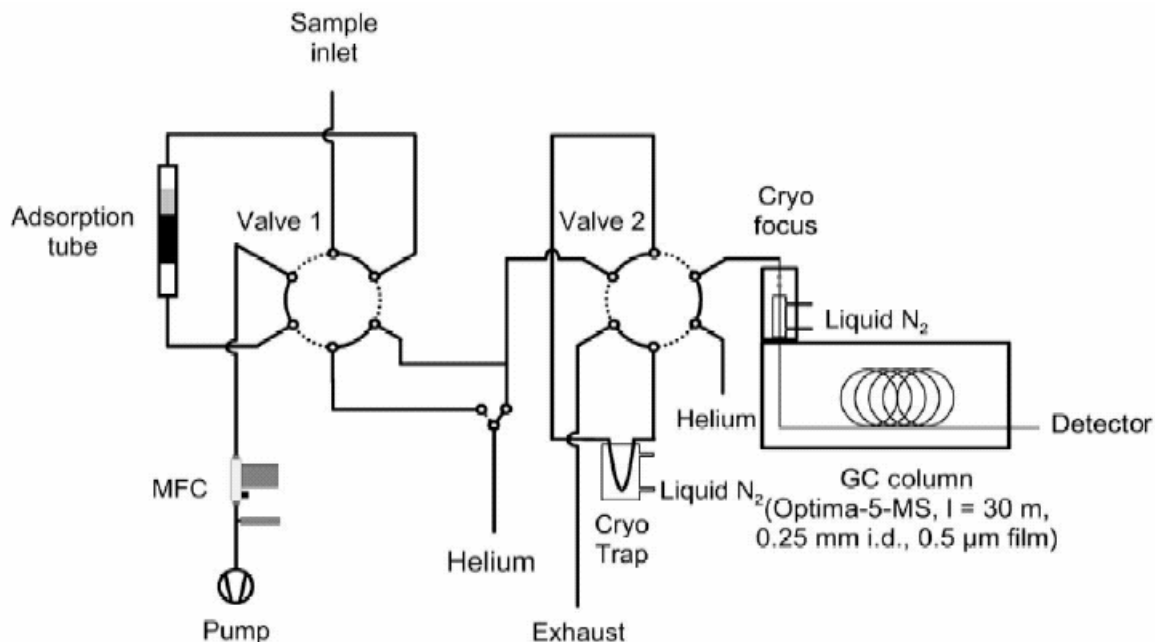 Sample
inlet
Adsorption
tube
Valve 1
Valve 2
Cryo
focus
Liquid N₂
Helium
Detector
MFC
Liquid N₂
Cryo
Trap
GC column
(Optima-5-MS, l = 30 m,
0.25 mm i.d., 0.5 µm film)
Helium
Pump
Exhaust